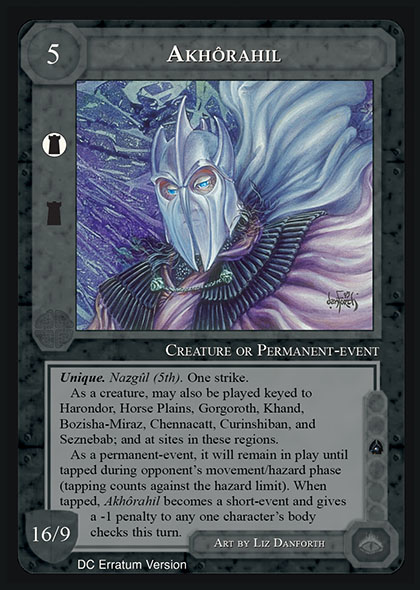 5
AKHÔRAHIL
danforth
CREATURE OR PERMANENT-EVENT
Unique. Nazgûl (5th). One strike.
As a creature, may also be played keyed to
Harondor, Horse Plains, Gorgoroth, Khand,
Bozisha-Miraz, Chennacatt, Curinshiban, and
Seznebab; and at sites in these regions.
As a permanent-event, it will remain in play until
tapped during opponent's movement/hazard phase
(tapping counts against the hazard limit). When
tapped, Akhôrahil becomes a short-event and gives
a -1 penalty to any one character's body
checks this turn.
16/9
ART BY LIZ DANFORTH
DC Erratum Version